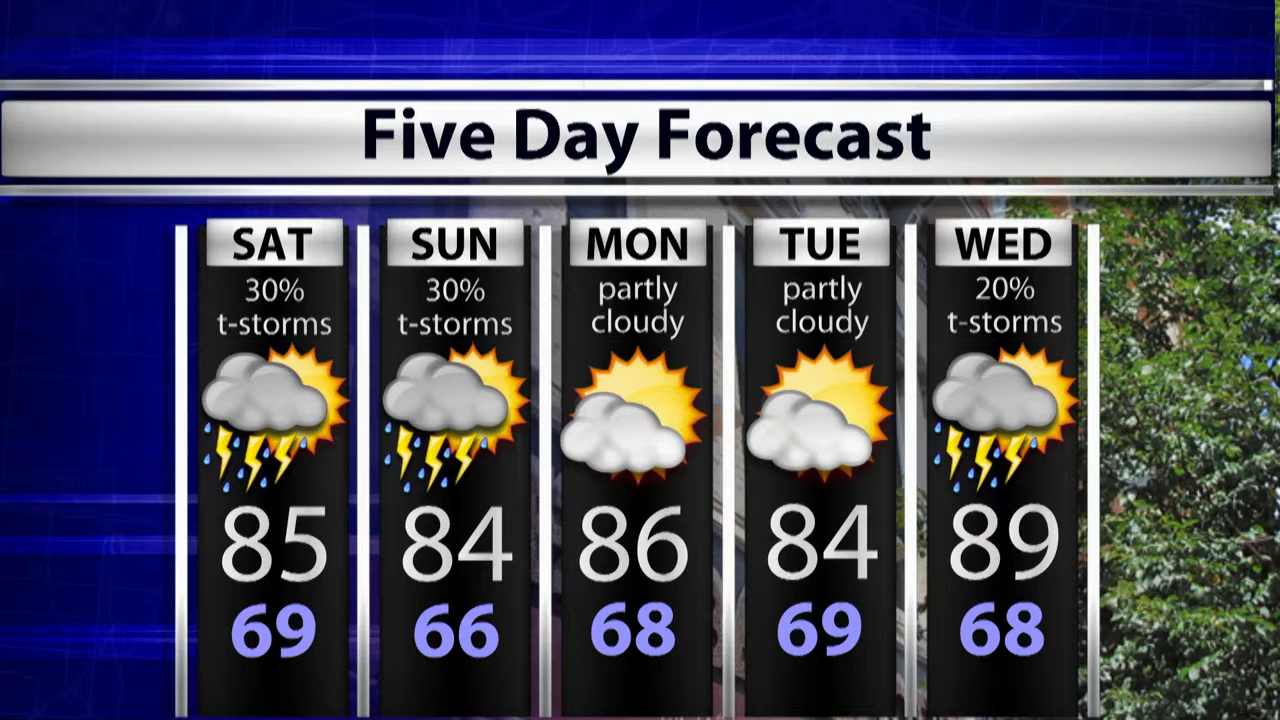 Five Day Forecast
SAT
30%
t-storms
85
69
SUN
30%
t-storms
84
66
MON
partly
cloudy
86
68
TUE
partly
cloudy
84
69
WED
20%
t-storms
89
68